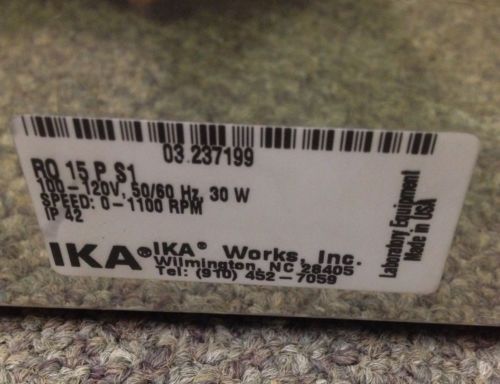 03.237199
RO 15 P S1
100-120V, 50/60 Hz, 30 W
SPEED: 0-1100 RPM
IP 42
IKA® IKA® Works, Inc.
Wilmington, NC 28405
Tel: (910) 452-7059
Laboratory Equipment
Made in USA